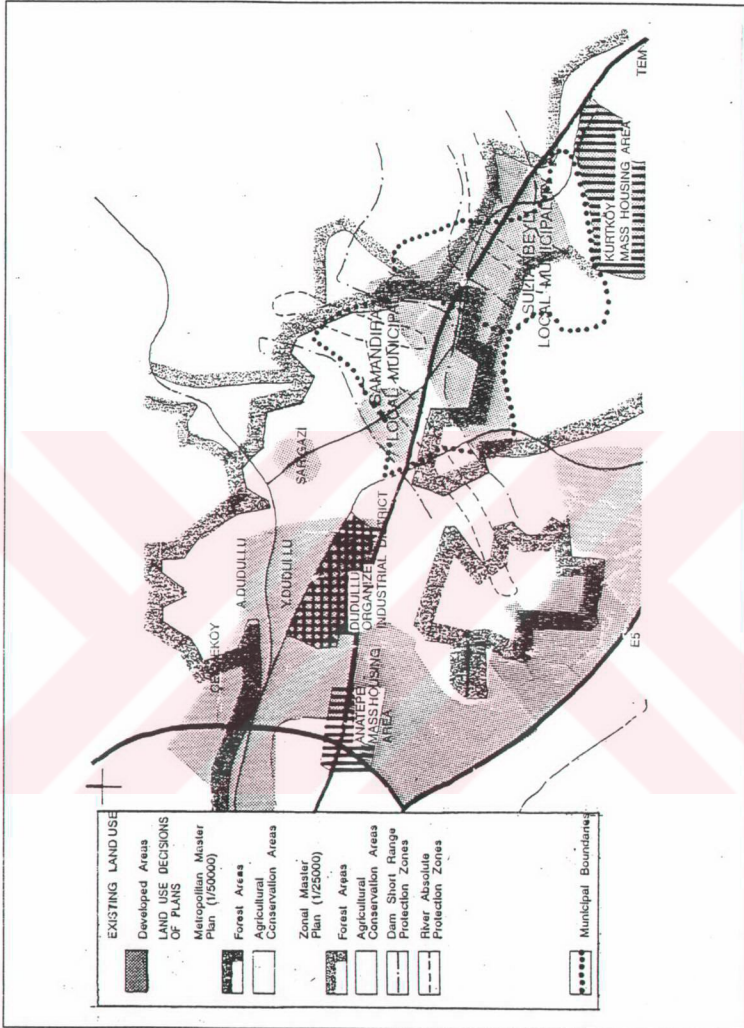 EXISTING LAND USE
Developed Areas
LAND USE DECISIONS
OF PLANS
Metropolitan Master
Plan (1/50000)
Forest Areas
Agricultural
Conservation Areas
Zonal Master
Plan (1/25000)
Forest Areas
Agricultural
Conservation Areas
Dam Short Range
Protection Zones
River Absolute
Protection Zones
Municipal Boundaries
A.DUDULLU
Y.DUDULLU
SARIGAZI
DUDULLU
ORGANIZED
INDUSTRIAL DISTRICT
ANATEPE
MASS HOUSING
AREA
SAMANDIRA
LOCAL MUNICIPALITY
SULTANBEYLI
LOCAL MUNICIPALITY
KURTKÖY
MASS HOUSING AREA
TEM
E5